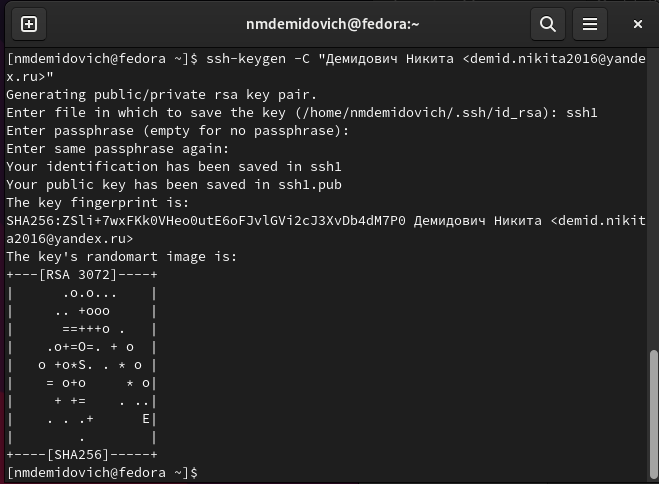 nmdemidovich@fedora:~
[nmdemidovich@fedora ~]$ ssh-keygen -C "Демидович Никита <demid.nikita2016@yande
x.ru>"
Generating public/private rsa key pair.
Enter file in which to save the key (/home/nmdemidovich/.ssh/id_rsa): ssh1
Enter passphrase (empty for no passphrase):
Enter same passphrase again:
Your identification has been saved in ssh1
Your public key has been saved in ssh1.pub
The key fingerprint is:
SHA256:ZSli+7wxFKk0VHeo0utE6oFJvlGVi2cJ3XvDb4dM7P0 Демидович Никита <demid.nikit
a2016@yandex.ru>
The key's randomart image is:
+---[RSA 3072]----+
|      .o.o...    |
|     .. +ooo     |
|      ==+++o .   |
|    .o+=O=. + o  |
|   o +o*S. . * o |
|    = o+o     * o|
|     + +=    . ..|
|    . . .+      E|
|        .        |
+----[SHA256]-----+
[nmdemidovich@fedora ~]$